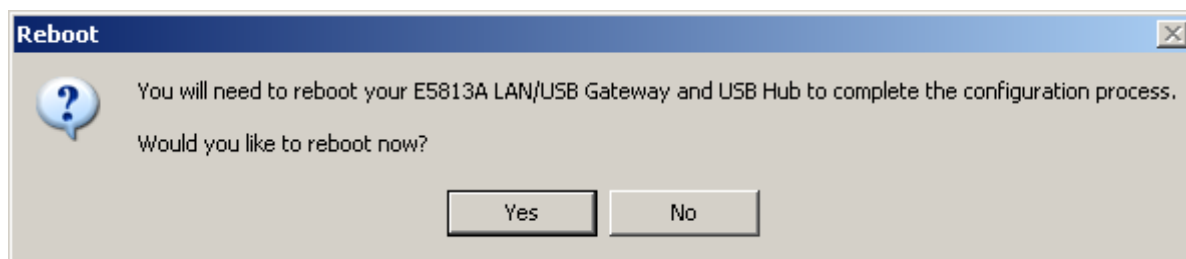 Reboot
You will need to reboot your E5813A LAN/USB Gateway and USB Hub to complete the configuration process.
Would you like to reboot now?
Yes
No